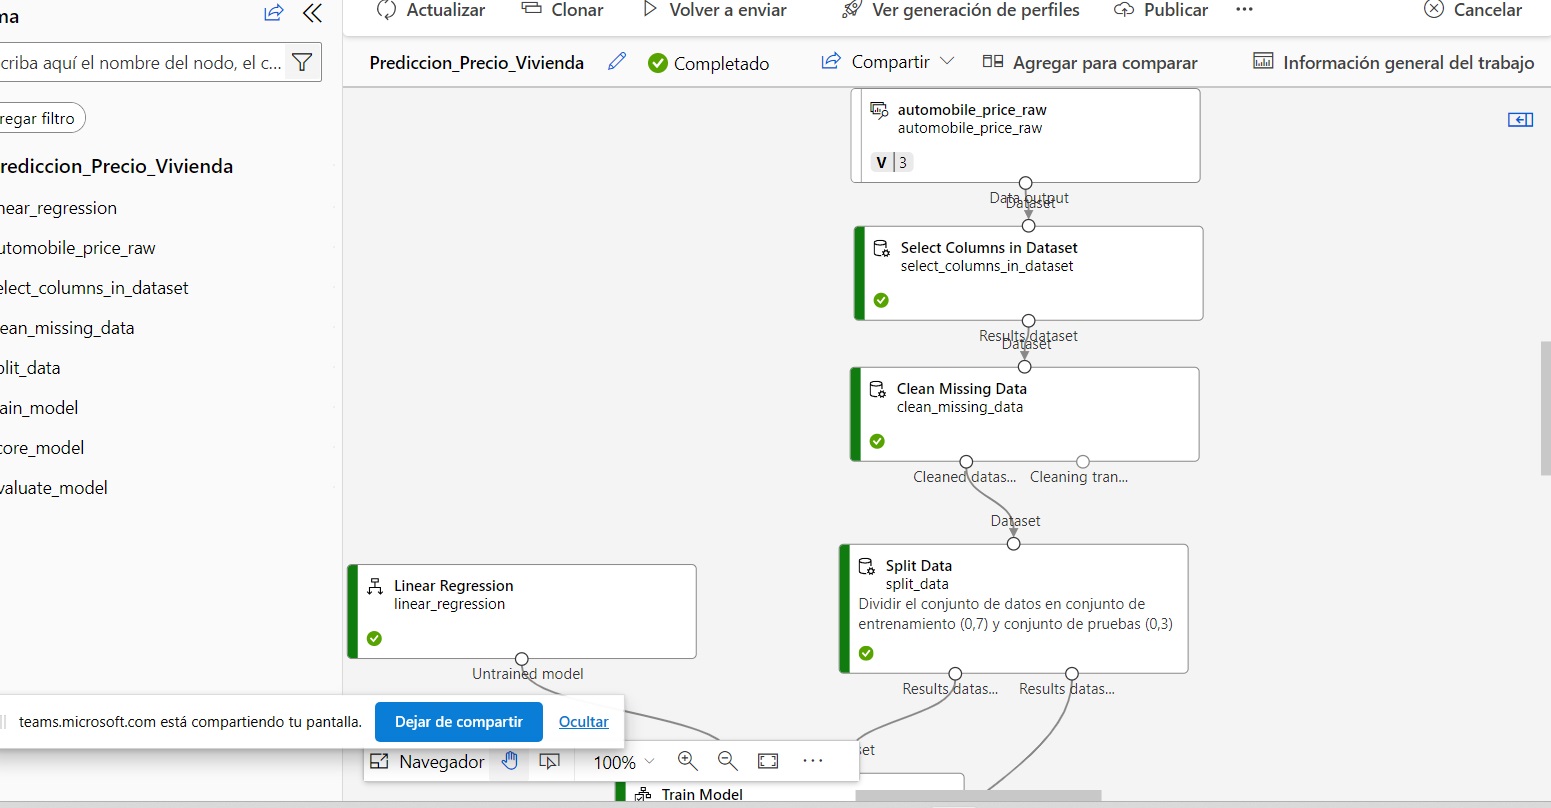 ma
Actualizar
Clonar
Volver a enviar
Ver generación de perfiles
Publicar
Cancelar
criba aquí el nombre del nodo, el c...
Prediccion_Precio_Vivienda
Completado
Compartir
Agregar para comparar
Información general del trabajo
regar filtro
rediccion_Precio_Vivienda
near_regression
utomobile_price_raw
elect_columns_in_dataset
ean_missing_data
plit_data
ain_model
core_model
valuate_model
automobile_price_raw
automobile_price_raw
V 3
Data output
Dataset
Select Columns in Dataset
select_columns_in_dataset
Results dataset
Dataset
Clean Missing Data
clean_missing_data
Cleaned datas... Cleaning tran...
Dataset
Split Data
split_data
Dividir el conjunto de datos en conjunto de
entrenamiento (0,7) y conjunto de pruebas (0,3)
Results datas... Results datas...
Linear Regression
linear_regression
Untrained model
teams.microsoft.com está compartiendo tu pantalla.
Dejar de compartir
Ocultar
set
Navegador
100%
Train Model